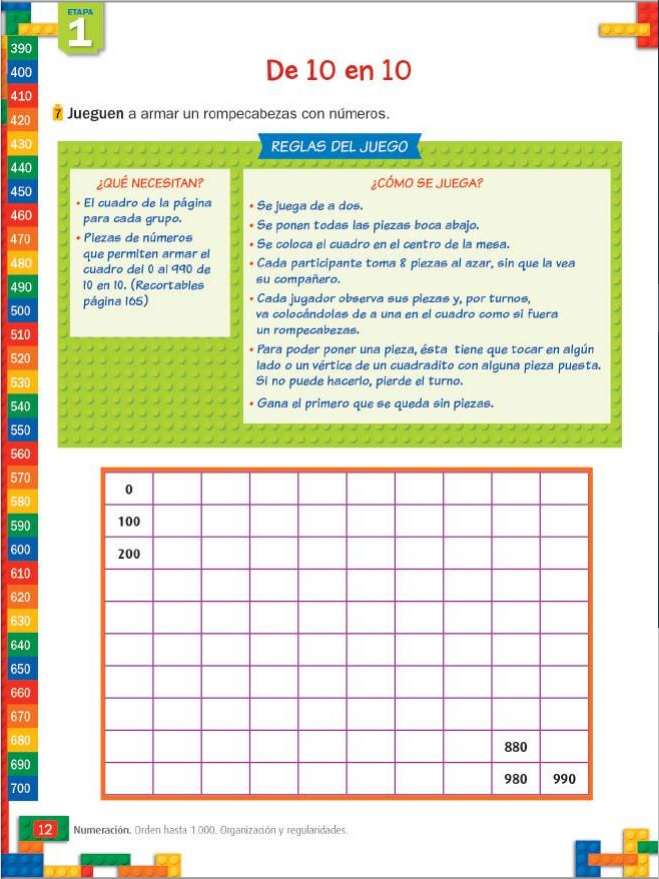 ETAPA
1
390
400
410
420
430
440
450
460
470
480
490
500
510
520
530
540
550
560
570
580
590
600
610
620
630
640
650
660
670
680
690
700
De 10 en 10
7 Jueguen a armar un rompecabezas con números.
REGLAS DEL JUEGO
¿QUÉ NECESITAN?
• El cuadro de la página
para cada grupo.
• Piezas de números
que permiten armar el
cuadro del 0 al 990 de
10 en 10. (Recortables
página 165)
¿CÓMO SE JUEGA?
• Se juega de a dos.
• Se ponen todas las piezas boca abajo.
• Se coloca el cuadro en el centro de la mesa.
• Cada participante toma 8 piezas al azar, sin que la vea
su compañero.
• Cada jugador observa sus piezas y, por turnos,
va colocándolas de a una en el cuadro como si fuera
un rompecabezas.
• Para poder poner una pieza, ésta tiene que tocar en algún
lado o un vértice de un cuadradito con alguna pieza puesta.
Si no puede hacerlo, pierde el turno.
• Gana el primero que se queda sin piezas.
0
100
200
880
980 990
12 Numeración. Orden hasta 1.000. Organización y regularidades.